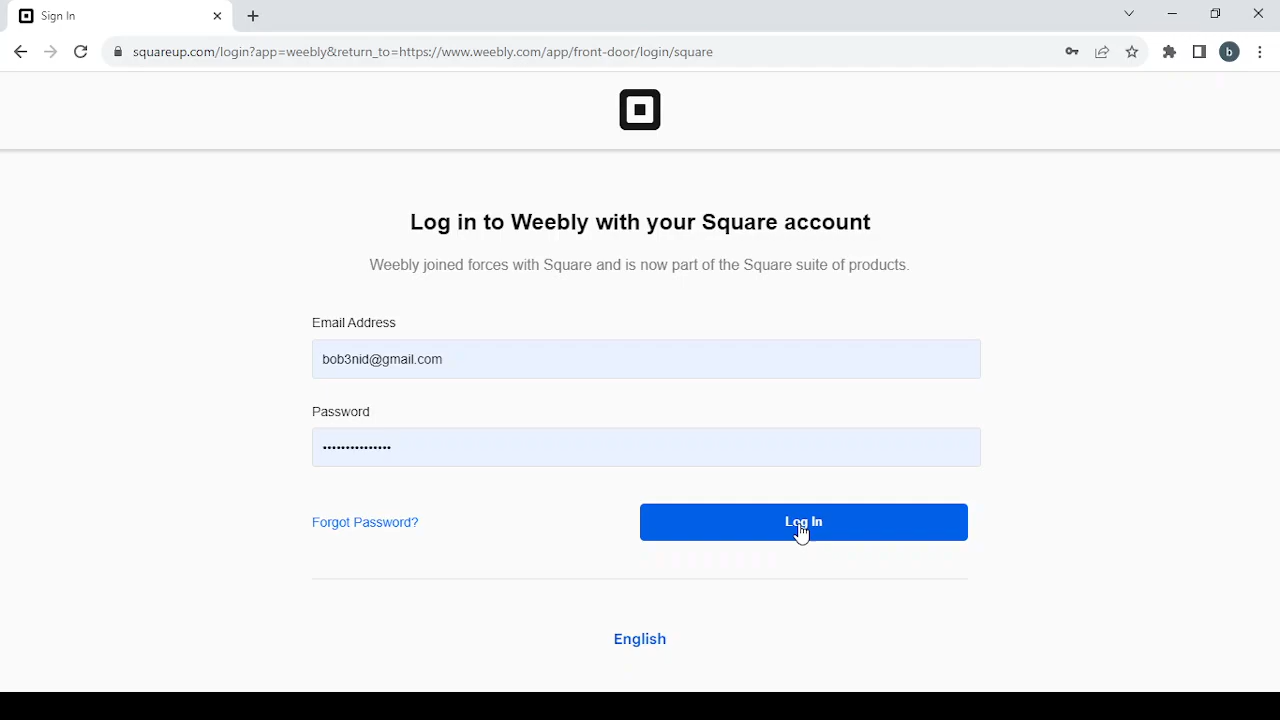 Sign In
squareup.com/login?app=weebly&return_to=https://www.weebly.com/app/front-door/login/square
b
Log in to Weebly with your Square account
Weebly joined forces with Square and is now part of the Square suite of products.
Email Address
bob3nid@gmail.com
Password
•••••••••••••••
Forgot Password?
Log In
English